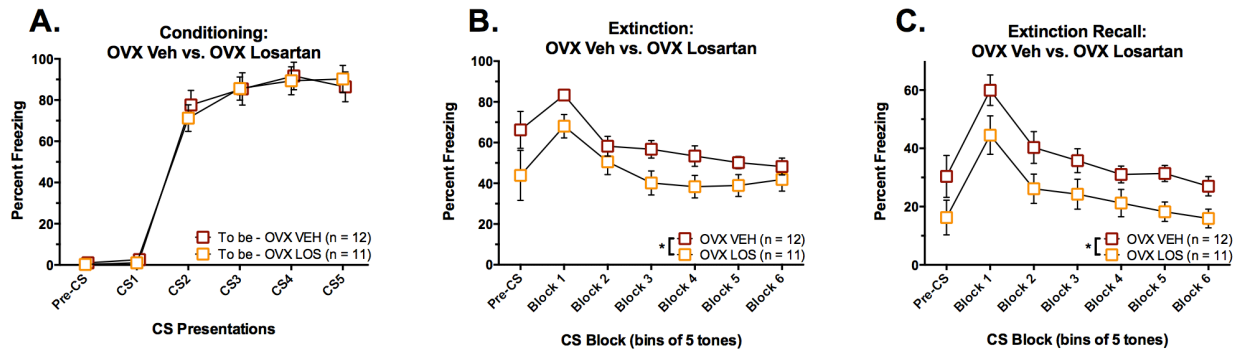 A.
Conditioning:
OVX Veh vs. OVX Losartan
Percent Freezing
100
80
60
40
20
0
To be - OVX VEH (n = 12)
To be - OVX LOS (n = 11)
Pre-CS
CS1
CS2
CS3
CS4
CS5
CS Presentations
B.
Extinction:
OVX Veh vs. OVX Losartan
Percent Freezing
100
80
60
40
20
0
*
OVX VEH (n = 12)
OVX LOS (n = 11)
Pre-CS
Block 1
Block 2
Block 3
Block 4
Block 5
Block 6
CS Block (bins of 5 tones)
C.
Extinction Recall:
OVX Veh vs. OVX Losartan
Percent Freezing
60
40
20
0
*
OVX VEH (n = 12)
OVX LOS (n = 11)
Pre-CS
Block 1
Block 2
Block 3
Block 4
Block 5
Block 6
CS Block (bins of 5 tones)